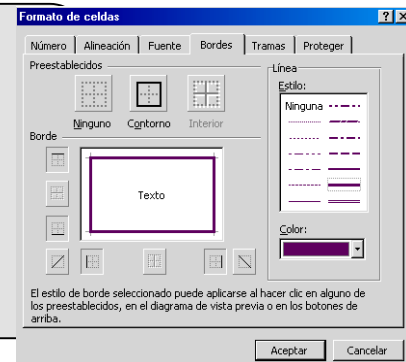 Formato de celdas
Número Alineación Fuente Bordes Tramas Proteger
Preestablecidos
Línea
Estilo:
Ninguna
Ninguno Contorno Interior
Borde
Texto
Color:
El estilo de borde seleccionado puede aplicarse al hacer clic en alguno de
los preestablecidos, en el diagrama de vista previa o en los botones de
arriba.
Aceptar Cancelar